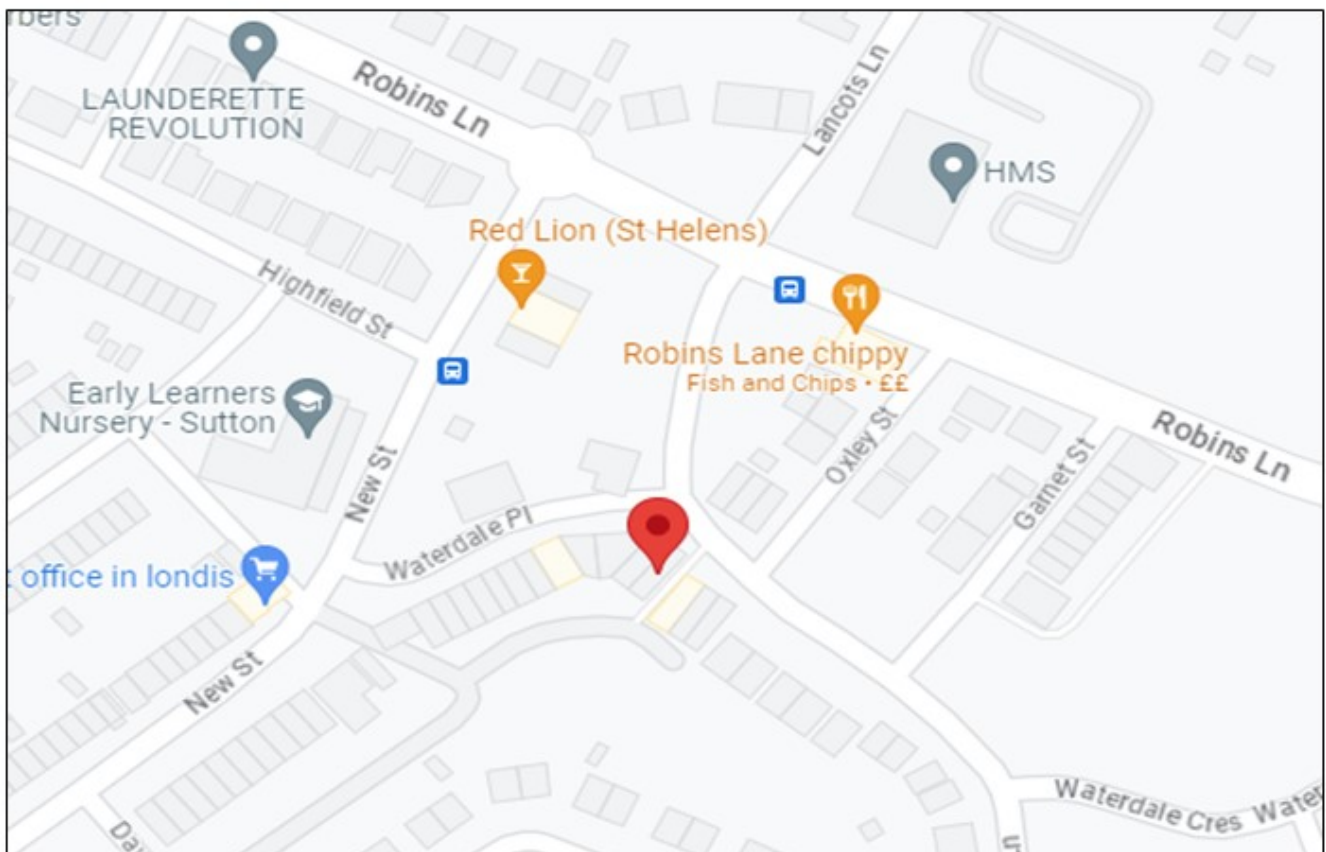 rbers
LAUNDERETTE
REVOLUTION
Robins Ln
Lancots Ln
HMS
Red Lion (St Helens)
Highfield St
Robins Lane chippy
Fish and Chips • ££
Early Learners
Nursery - Sutton
New St
Oxley St
Garnet St
Robins Ln
Waterdale Pl
office in londis
New St
Waterdale Cres
Water